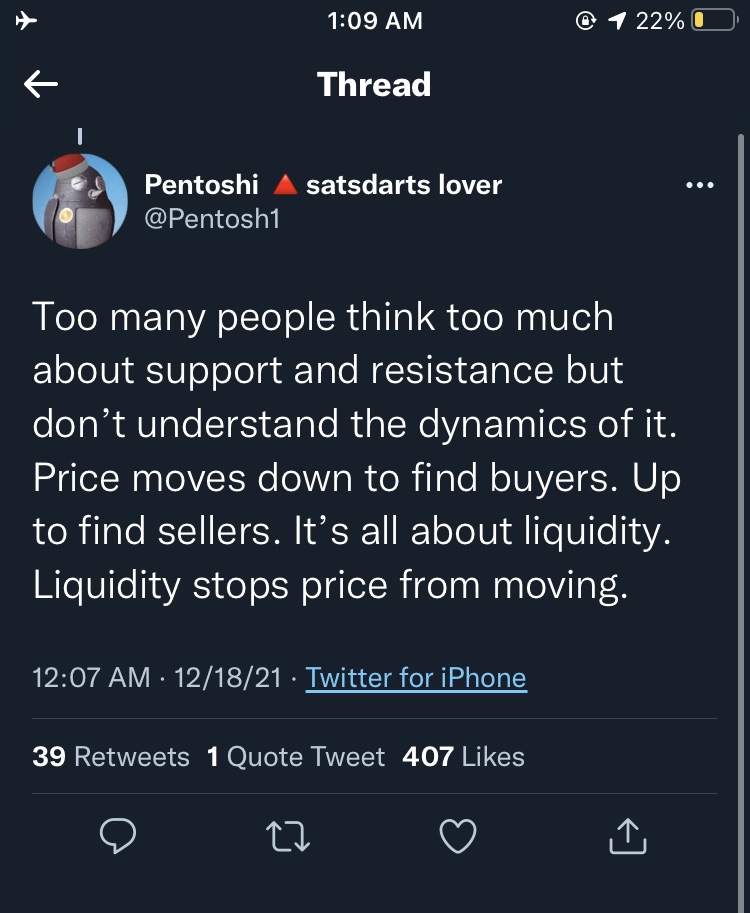 1:09 AM 22%
Thread
Pentoshi 🔺 satsdarts lover
@Pentosh1
Too many people think too much
about support and resistance but
don’t understand the dynamics of it.
Price moves down to find buyers. Up
to find sellers. It’s all about liquidity.
Liquidity stops price from moving.
12:07 AM · 12/18/21 · Twitter for iPhone
39 Retweets 1 Quote Tweet 407 Likes